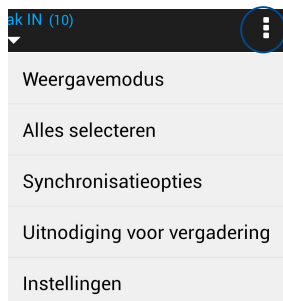 ak IN (10)
Weergavemodus
Alles selecteren
Synchronisatieopties
Uitnodiging voor vergadering
Instellingen